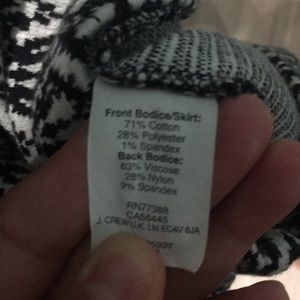 Front Bodice/Skirt:
71% Cotton
28% Polyester
1% Spandex
Back Bodice:
63% Viscose
28% Nylon
9% Spandex
RN77388
CA56445
J. CREW U.K. Ltd EC4V 6JA